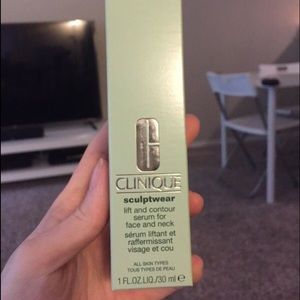 CLINIQUE
sculptwear
lift and contour
serum for
face and neck
sérum liftant et
raffermissant
visage et cou
ALL SKIN TYPES
TOUS TYPES DE PEAU
1 FL.OZ.LIQ./30 ml e